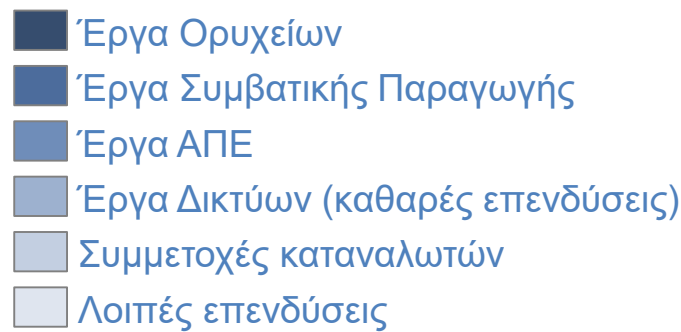 Έργα Ορυχείων
Έργα Συμβατικής Παραγωγής
Έργα ΑΠΕ
Έργα Δικτύων (καθαρές επενδύσεις)
Συμμετοχές καταναλωτών
Λοιπές επενδύσεις